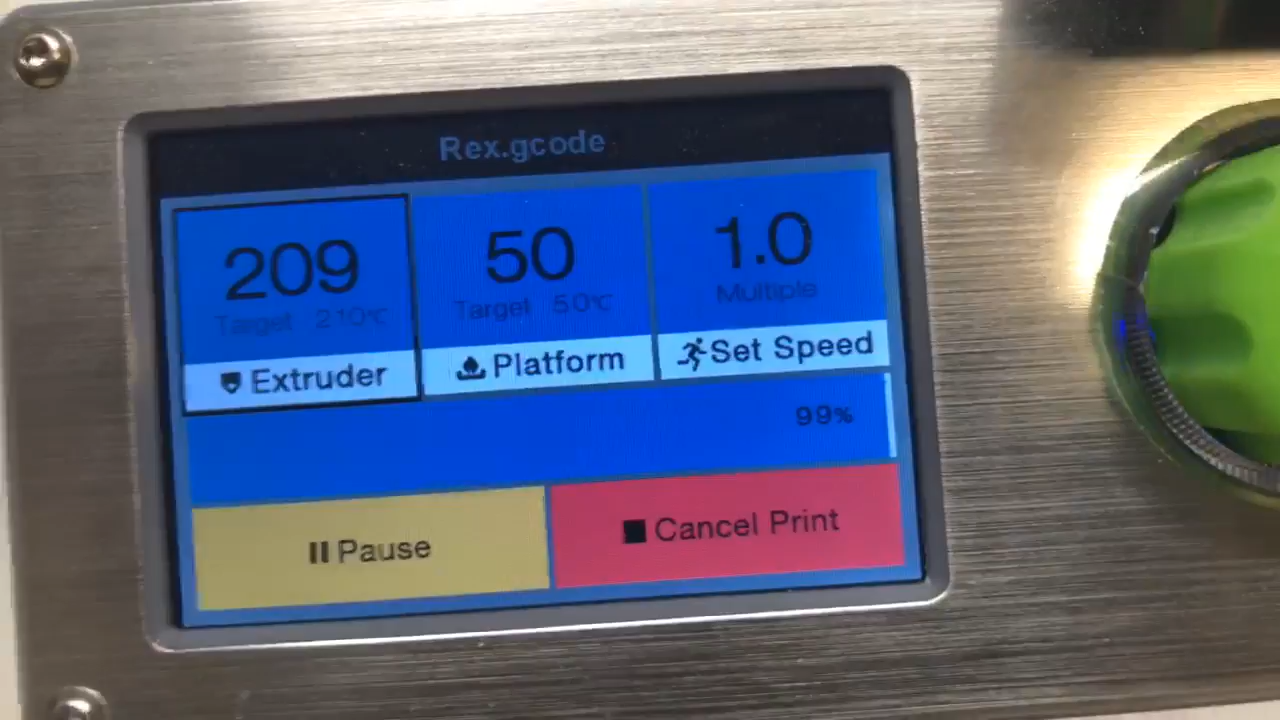 Rex.gcode
209
Target 210℃
Extruder
50
Target 50℃
Platform
1.0
Multiple
Set Speed
99%
Pause
Cancel Print